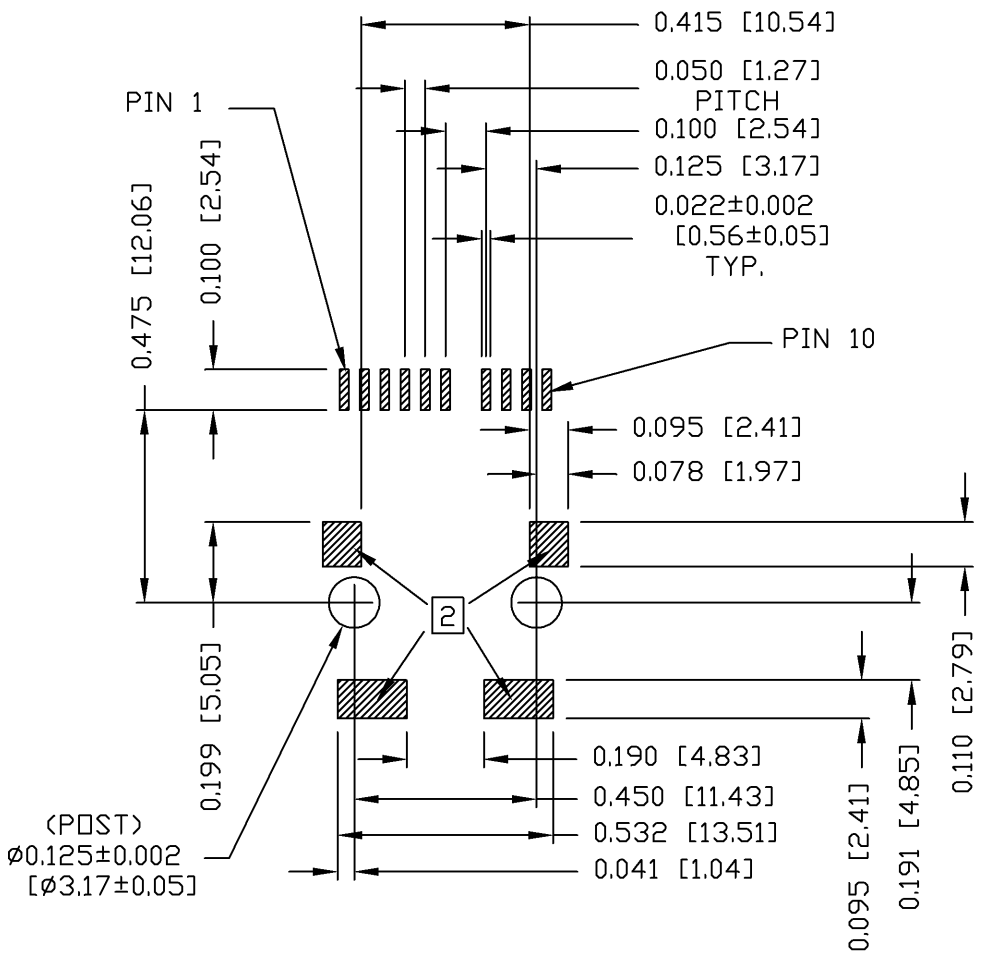 0.415 [10.54]
0.050 [1.27]
PITCH
PIN 1
0.100 [2.54]
0.125 [3.17]
0.022±0.002
[0.56±0.05]
TYP.
0.100 [2.54]
0.475 [12.06]
PIN 10
0.095 [2.41]
0.078 [1.97]
2
0.199 [5.05]
0.110 [2.79]
0.191 [4.85]
0.095 [2.41]
0.190 [4.83]
0.450 [11.43]
0.532 [13.51]
0.041 [1.04]
(POST)
ø0.125±0.002
[ø3.17±0.05]